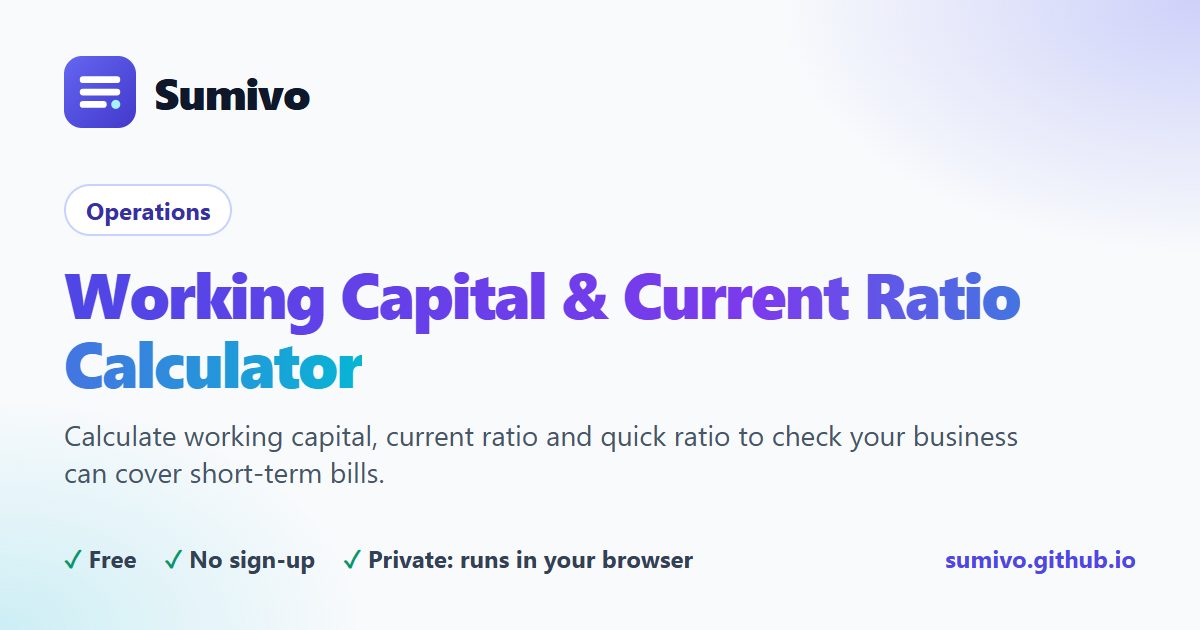 Sumivo
Operations
Working Capital & Current Ratio
Calculator
Calculate working capital, current ratio and quick ratio to check your business
can cover short-term bills.
✓ Free ✓ No sign-up ✓ Private: runs in your browser sumivo.github.io